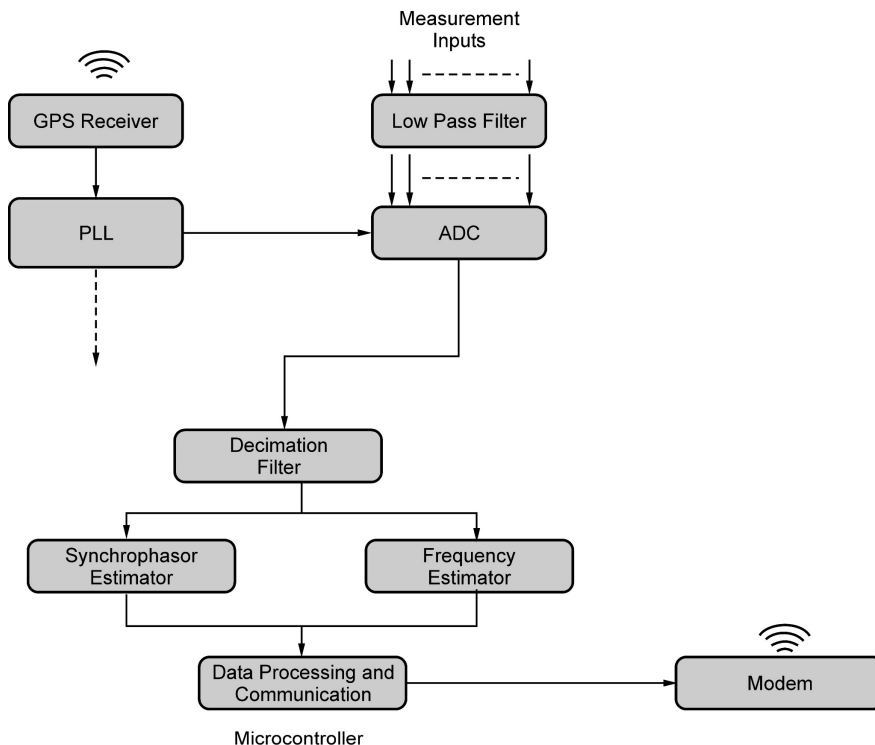 Measurement
Inputs
GPS Receiver
Low Pass Filter
PLL
ADC
Decimation
Filter
Synchrophasor
Estimator
Frequency
Estimator
Data Processing and
Communication
Modem
Microcontroller